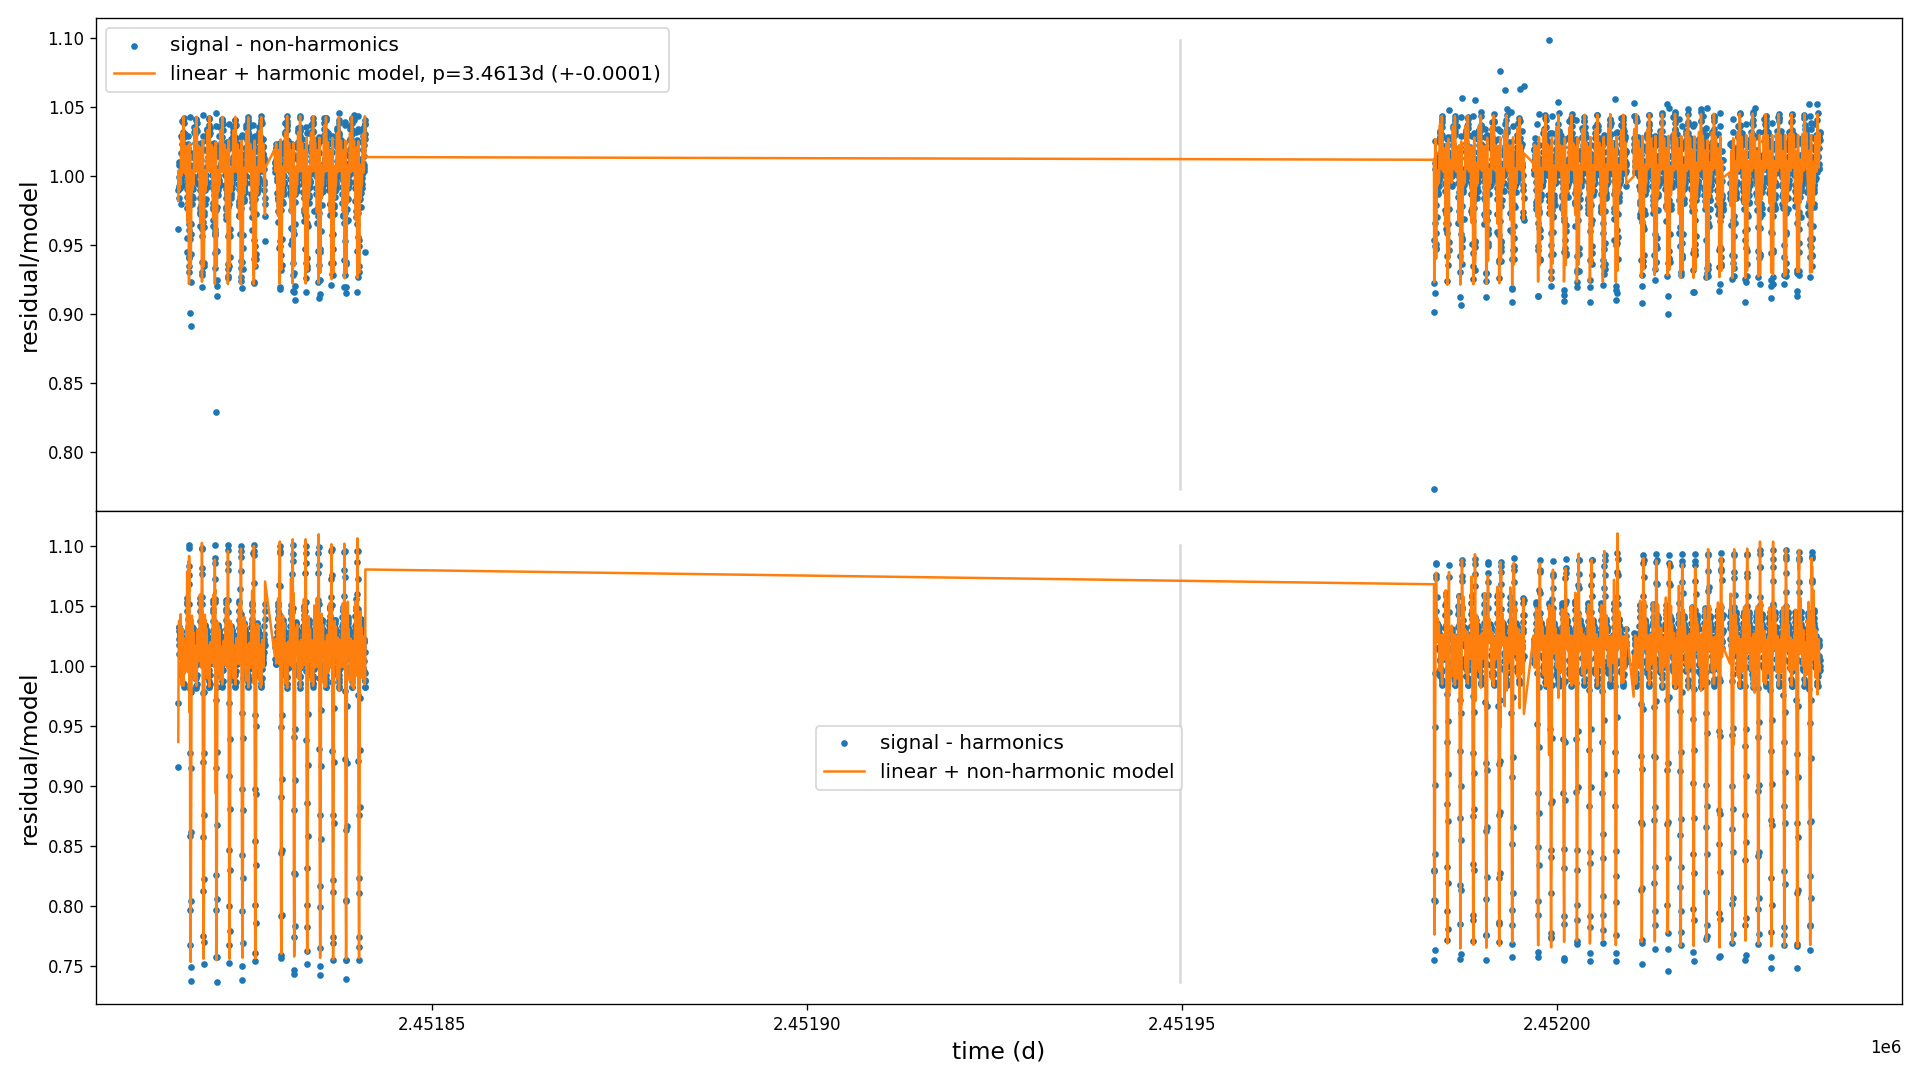 signal - non-harmonics
linear + harmonic model, p=3.4613d (+-0.0001)
1.10
1.05
1.00
0.95
0.90
0.85
0.80
residual/model
1.10
1.05
1.00
0.95
0.90
0.85
0.80
0.75
residual/model
signal - harmonics
linear + non-harmonic model
2.45185
2.45190
2.45195
2.45200
time (d)
1e6